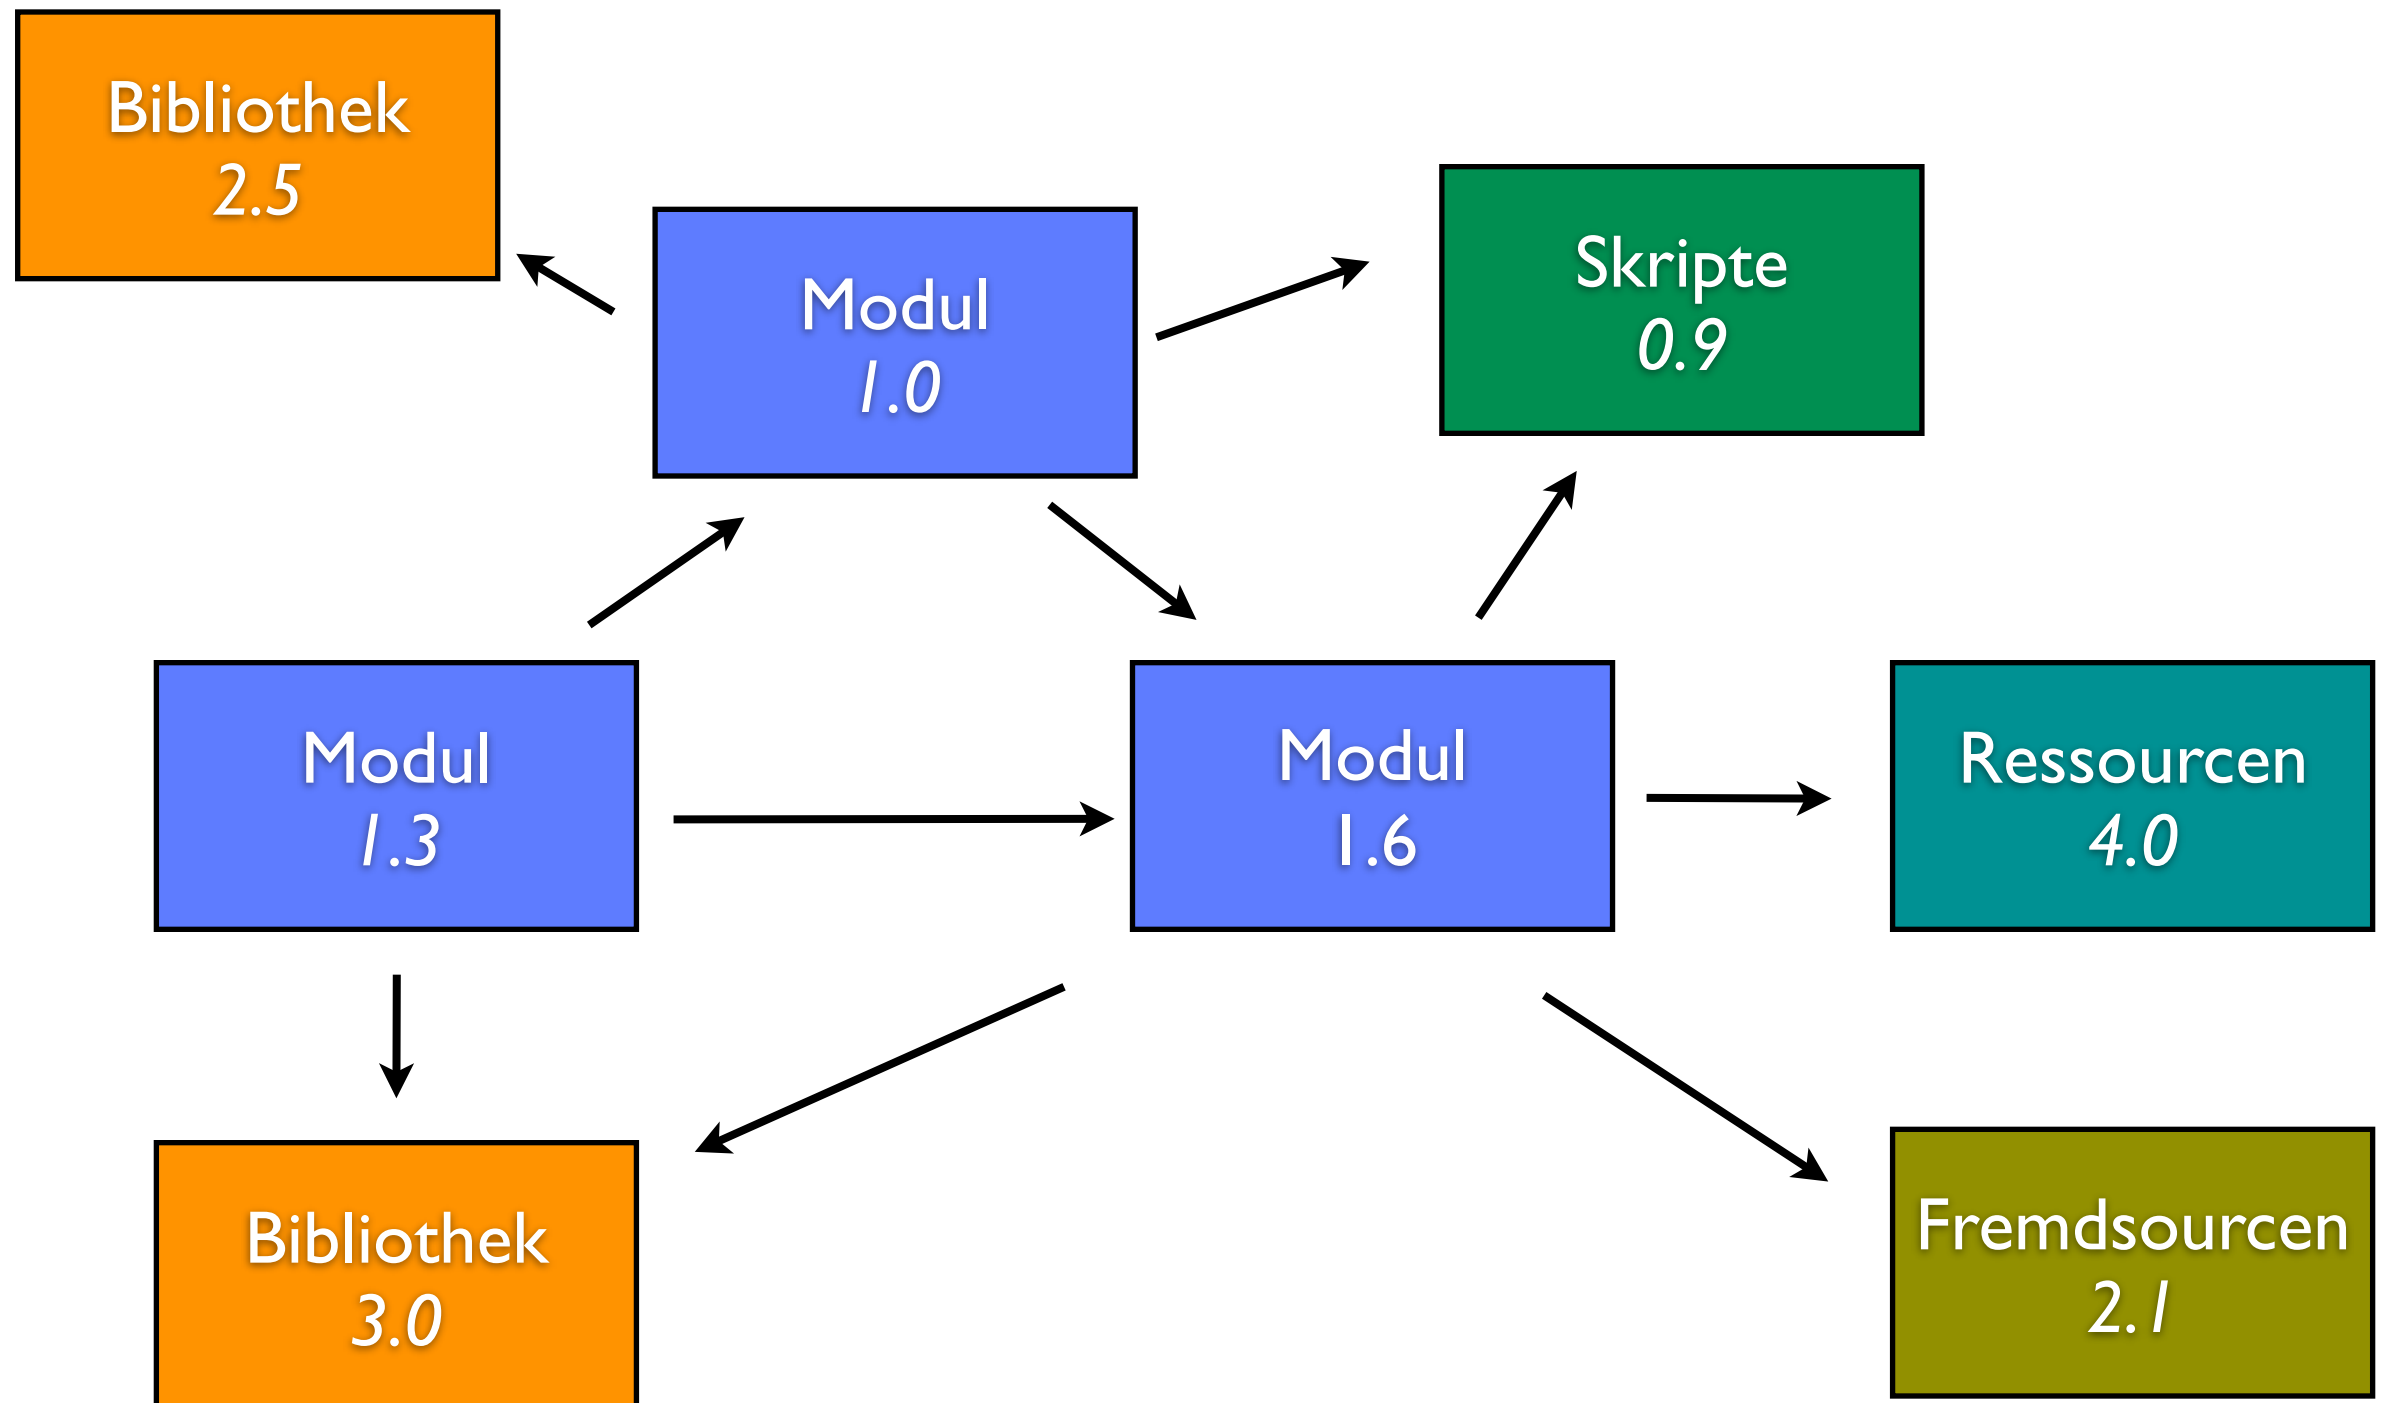 Bibliothek
2.5
Modul
1.0
Skripte
0.9
Modul
1.3
Modul
1.6
Ressourcen
4.0
Bibliothek
3.0
Fremdsourcen
2.1